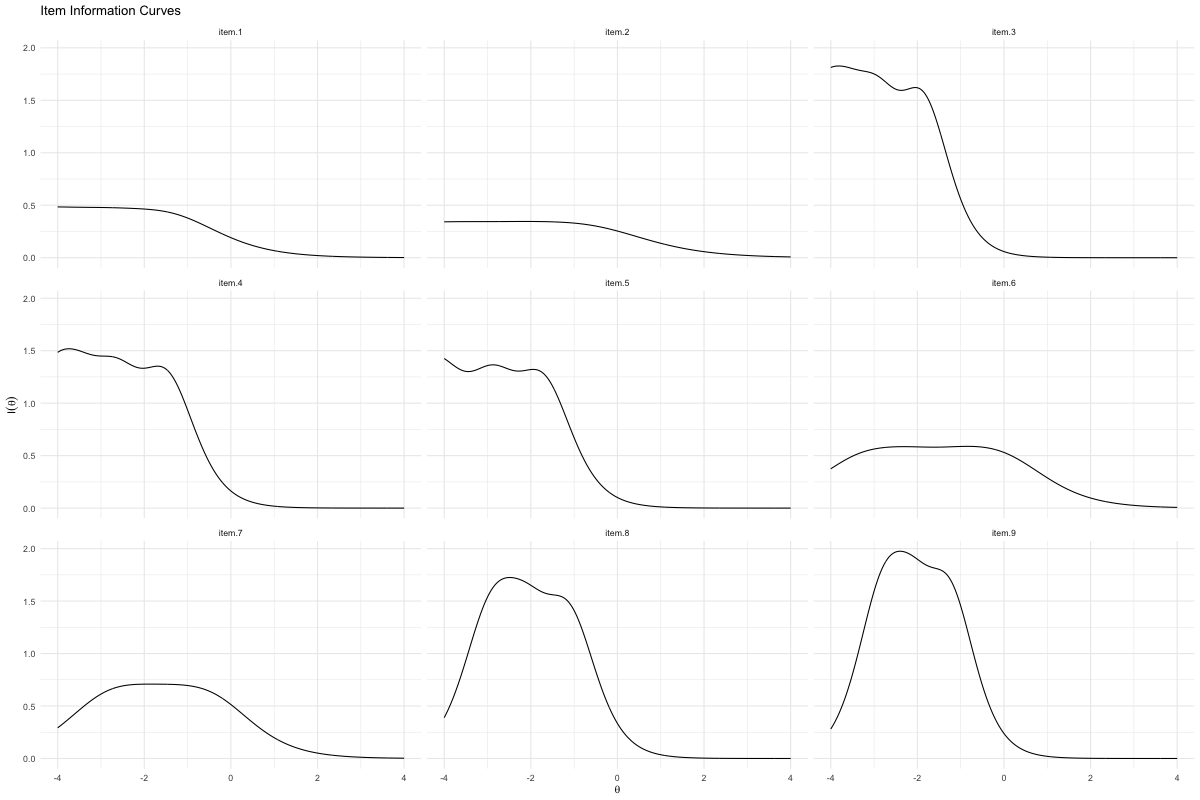 Item Information Curves
item.1 item.2 item.3
2.0
1.5
1.0
0.5
0.0
item.4 item.5 item.6
2.0
1.5
1.0
0.5
0.0
I(θ)
item.7 item.8 item.9
2.0
1.5
1.0
0.5
0.0
-4 -2 0 2 4 -4 -2 0 2 4 -4 -2 0 2 4
θ